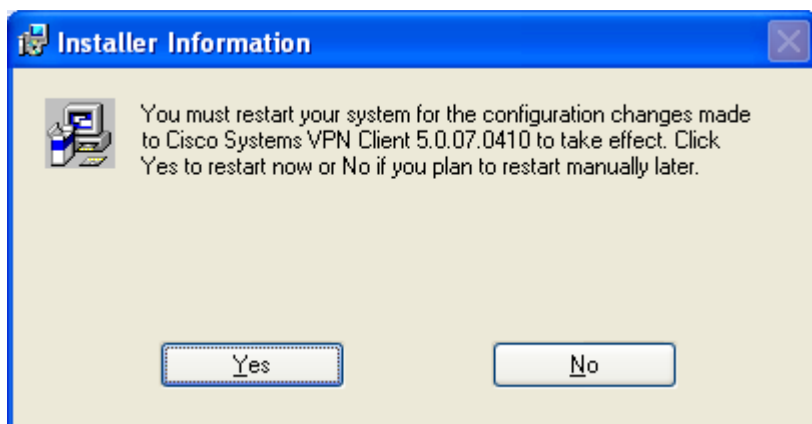 Installer Information
You must restart your system for the configuration changes made
to Cisco Systems VPN Client 5.0.07.0410 to take effect. Click
Yes to restart now or No if you plan to restart manually later.
Yes
No